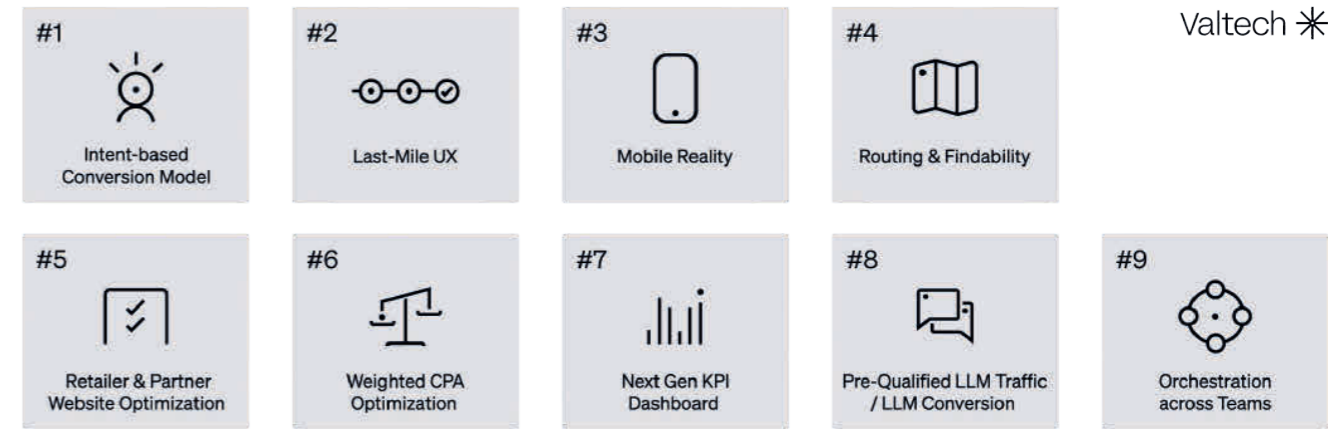 Valtech
#1
Intent-based
Conversion Model
#2
Last-Mile UX
#3
Mobile Reality
#4
Routing & Findability
#5
Retailer & Partner
Website Optimization
#6
Weighted CPA
Optimization
#7
Next Gen KPI
Dashboard
#8
Pre-Qualified LLM Traffic
/ LLM Conversion
#9
Orchestration
across Teams